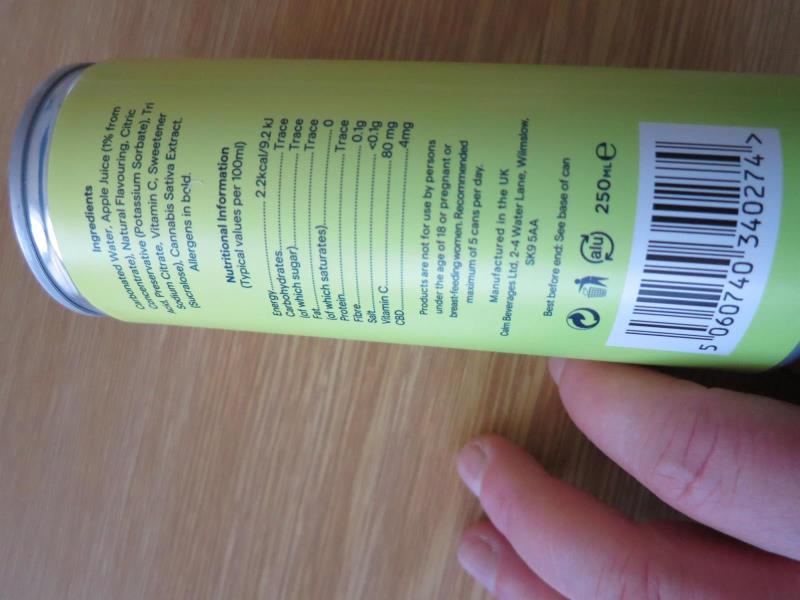 Ingredients
Carbonated Water, Apple Juice (1% from
Concentrate), Natural Flavouring, Citric
Preservative (Potassium Sorbate), Tri
Acid, Citrate, Vitamin C, Sweetener
Sodium
(sucralose), Cannabis Sativa Extract.
Allergens in bold.
Nutritional Information
(Typical values per 100ml)
Energy 2.2kcal/9.2 kJ
Carbohydrates Trace
(of which sugar) Trace
Fat Trace
(of which saturates) 0
Protein Trace
Fibre 0.1g
Salt <0.1g
Vitamin C 80 mg
CBD 4mg
Products are not for use by persons
under the age of 18 or pregnant or
breast-feeding women. Recommended
maximum of 5 cans per day.
Manufactured in the UK
Calm Beverages Ltd, 2-4 Water Lane, Wilmslow,
SK9 5AA
Best before end: See base of can
alu 250ML e
5 060740 340274 >